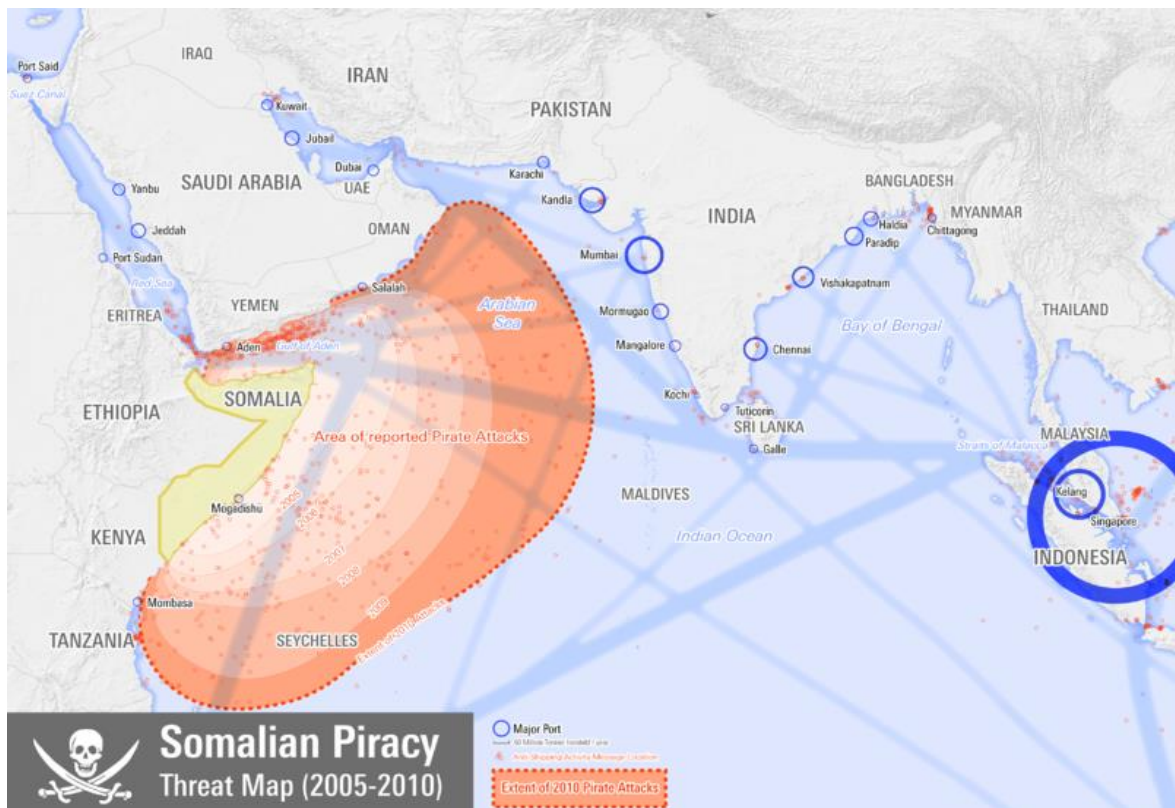 IRAQ
Port Said
Suez Canal
IRAN
Kuwait
PAKISTAN
Jubail
Dubai
Karachi
SAUDI ARABIA
UAE
BANGLADESH
Yanbu
Kandla
INDIA
MYANMAR
Haldia
Chittagong
Jeddah
OMAN
Paradip
Port Sudan
Mumbai
Red Sea
Salalah
Vishakapatnam
Arabian
Sea
YEMEN
Mormugao
THAILAND
ERITREA
Bay of Bengal
Aden
Gulf of Aden
Mangalore
Chennai
SOMALIA
Kochi
ETHIOPIA
Tuticorin
SRI LANKA
Area of reported Pirate Attacks
MALAYSIA
Straits of Malacca
Galle
MALDIVES
Kelang
2005
Mogadishu
2006
Singapore
KENYA
Indian Ocean
INDONESIA
2007
2008
Mombasa
2009
TANZANIA
SEYCHELLES
Extent of 2010 Attacks
Somalian Piracy
Threat Map (2005-2010)
Major Port
Anti-Shipping Activity Message Location
Extent of 2010 Pirate Attacks